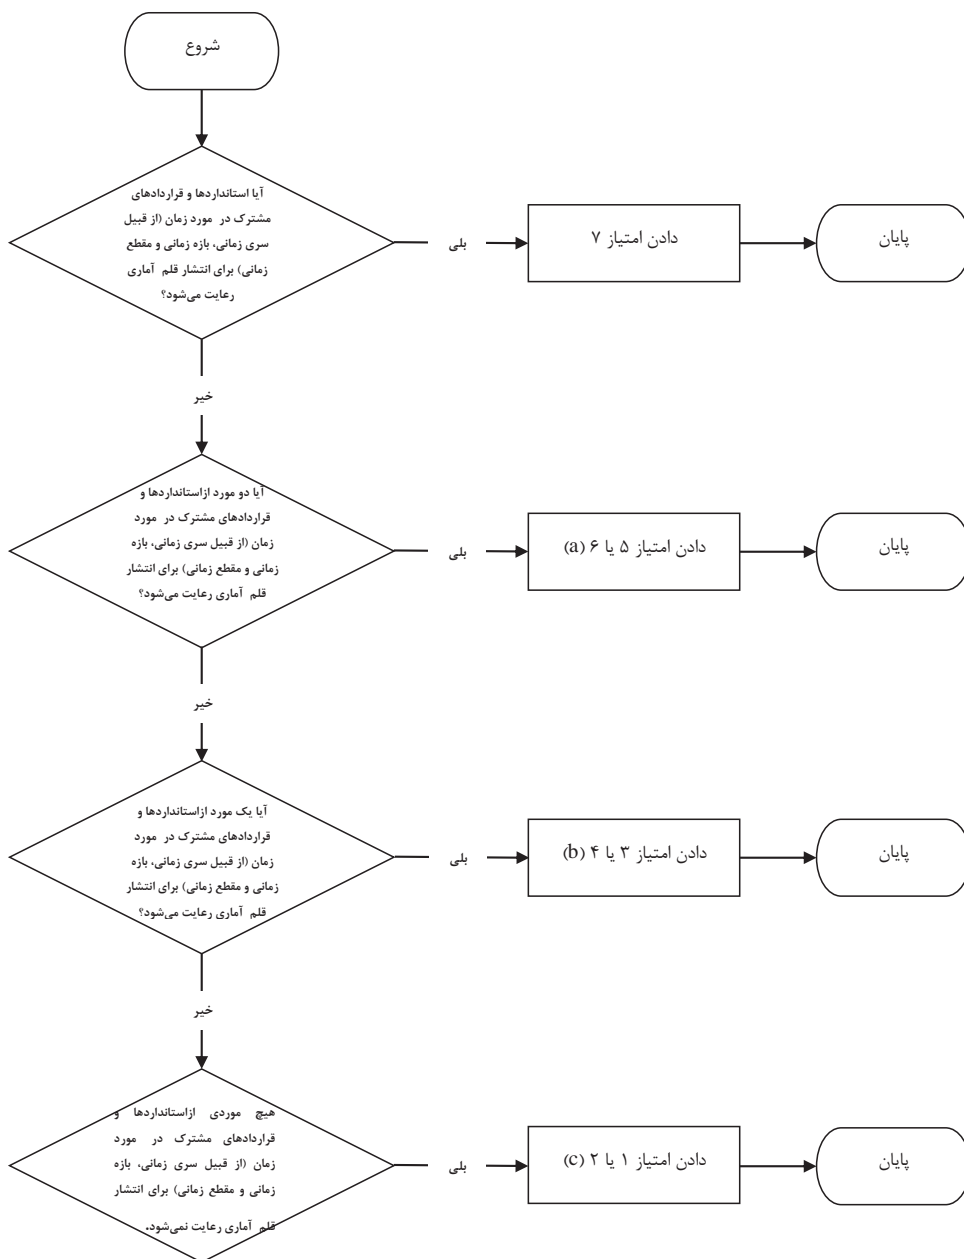 شروع
آیا استانداردها و قراردادهای
مشترک در مورد زمان (از قبیل
سری زمانی، بازه زمانی و مقطع
زمانی) برای انتشار قلم آماری
رعایت می‌شود؟
بلی
دادن امتیاز ۷
پایان
خیر
آیا دو مورد ازاستانداردها و
قراردادهای مشترک در مورد
زمان (از قبیل سری زمانی، بازه
زمانی و مقطع زمانی) برای انتشار
قلم آماری رعایت می‌شود؟
بلی
دادن امتیاز ۵ یا ۶ (a)
پایان
خیر
آیا یک مورد ازاستانداردها و
قراردادهای مشترک در مورد
زمان (از قبیل سری زمانی، بازه
زمانی و مقطع زمانی) برای انتشار
قلم آماری رعایت می‌شود؟
بلی
دادن امتیاز ۳ یا ۴ (b)
پایان
خیر
هیچ موردی ازاستانداردها و
قراردادهای مشترک در مورد
زمان (از قبیل سری زمانی، بازه
زمانی و مقطع زمانی) برای انتشار
قلم آماری رعایت نمی‌شود.
بلی
دادن امتیاز ۱ یا ۲ (c)
پایان